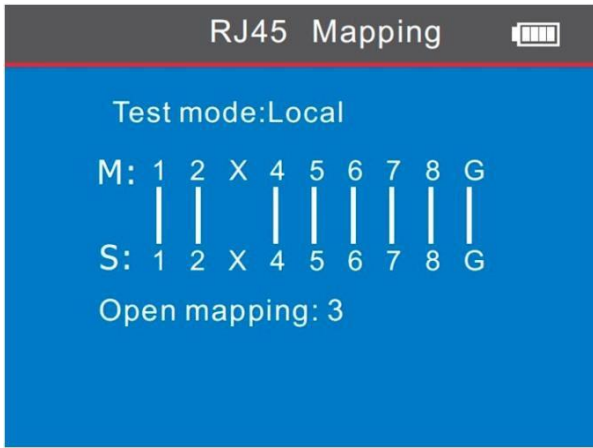 RJ45 Mapping
Test mode:Local
M: 1 2 X 4 5 6 7 8 G
S: 1 2 X 4 5 6 7 8 G
Open mapping: 3